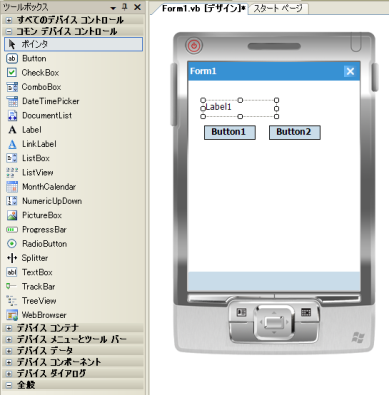 ツールボックス
Form1.vb [デザイン]*
スタート ページ
すべてのデバイス コントロール
コモン デバイス コントロール
ポインタ
Button
CheckBox
ComboBox
DateTimePicker
DocumentList
Label
LinkLabel
ListBox
ListView
MonthCalendar
NumericUpDown
PictureBox
ProgressBar
RadioButton
Splitter
TextBox
TrackBar
TreeView
WebBrowser
デバイス コンテナ
デバイス メニューとツール バー
デバイス データ
デバイス コンポーネント
デバイス ダイアログ
全般
Form1
Label1
Button1
Button2